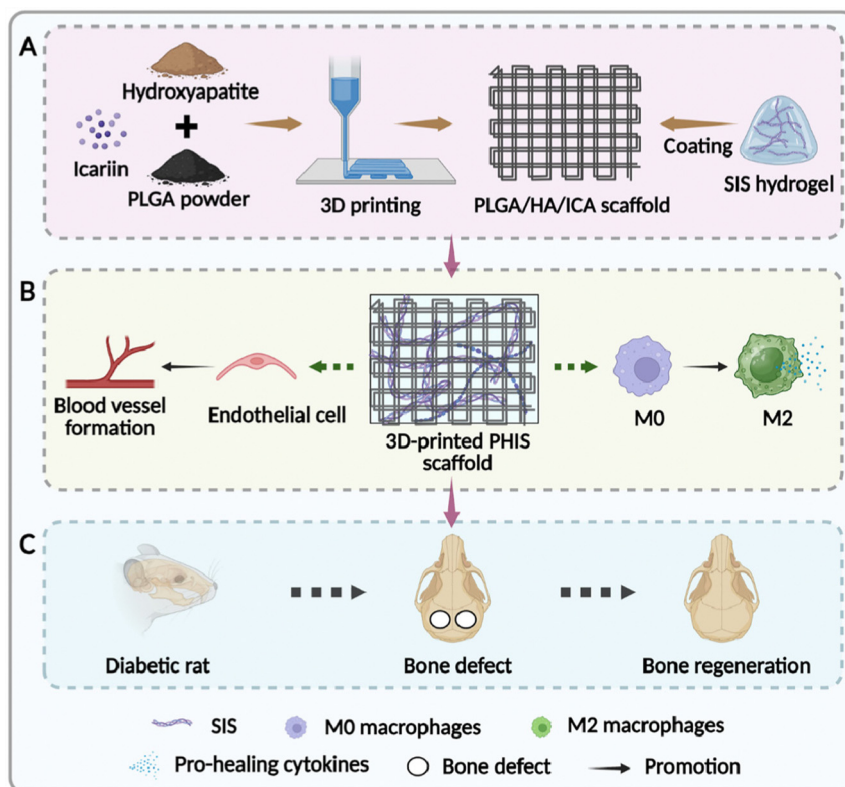 A
Hydroxyapatite
+
Icariin
PLGA powder
3D printing
PLGA/HA/ICA scaffold
Coating
SIS hydrogel
B
Blood vessel
formation
Endothelial cell
3D-printed PHIS
scaffold
M0
M2
C
Diabetic rat
Bone defect
Bone regeneration
SIS
M0 macrophages
M2 macrophages
Pro-healing cytokines
Bone defect
Promotion